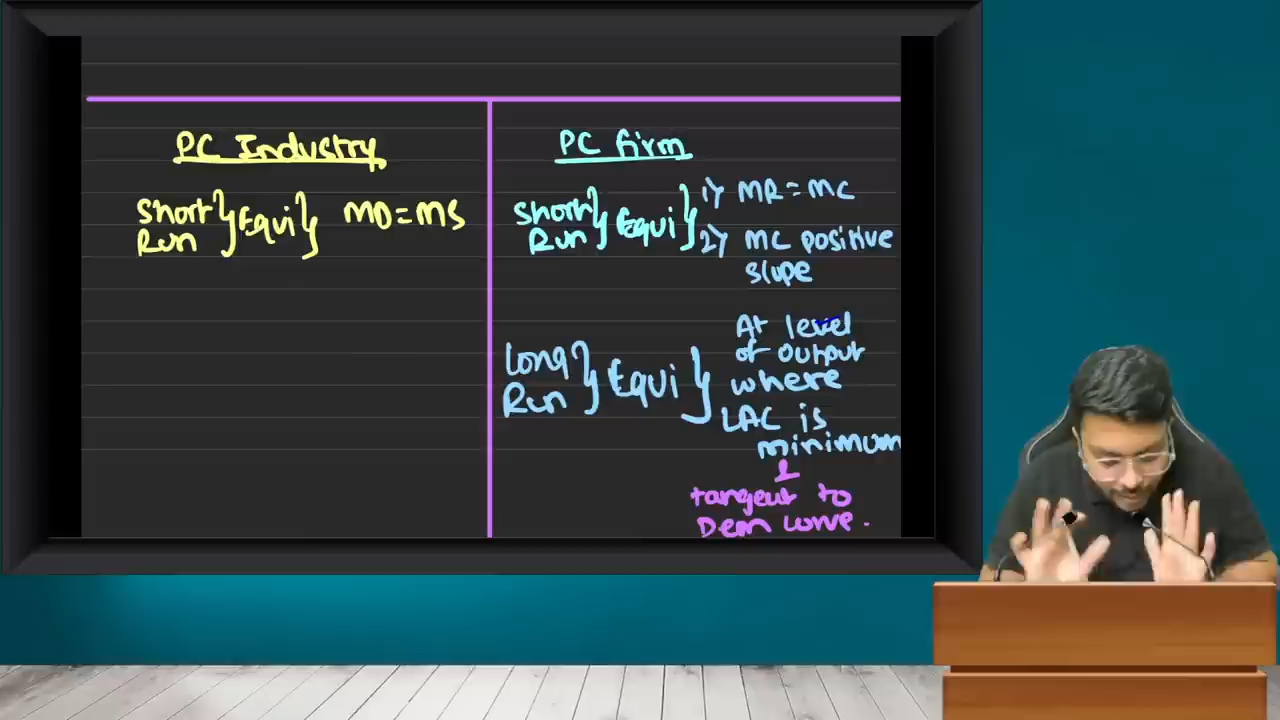 PC Industry
Short
Run } Equi } MD = MS
PC Firm
Short
Run } Equi } 1) MR = MC
2) MC positive
slope
Long
Run } Equi } At level
of output
where
LAC is
minimum
&
tangent to
Dem curve.